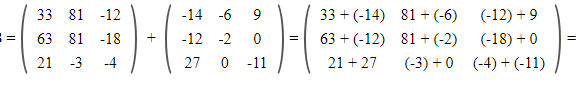 33 81 -12 -14 -6 9 33 + (-14) 81 + (-6) (-12) + 9
= 63 81 -18 + -12 -2 0 = 63 + (-12) 81 + (-2) (-18) + 0 =
21 -3 -4 27 0 -11 21 + 27 (-3) + 0 (-4) + (-11)